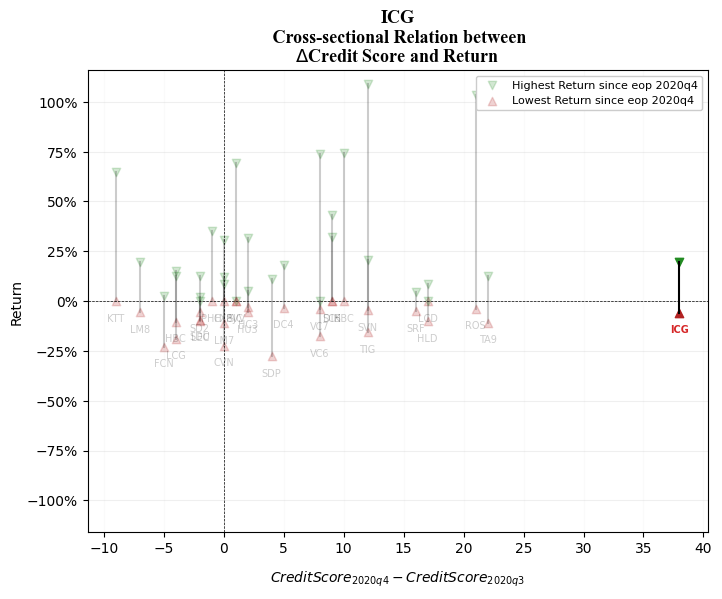 ICG
Cross-sectional Relation between
ΔCredit Score and Return
Highest Return since eop 2020q4
Lowest Return since eop 2020q4
Return
100%
75%
50%
25%
0%
−25%
−50%
−75%
−100%
KTT
LM8
FCN
LCG
CVN
LM7
SDP
DC4
VC7
VC6
SVN
TIG
SRF
LGD
HLD
ROS
TA9
ICG
−10
−5
0
5
10
15
20
25
30
35
40
CreditScore2020q4 − CreditScore2020q3